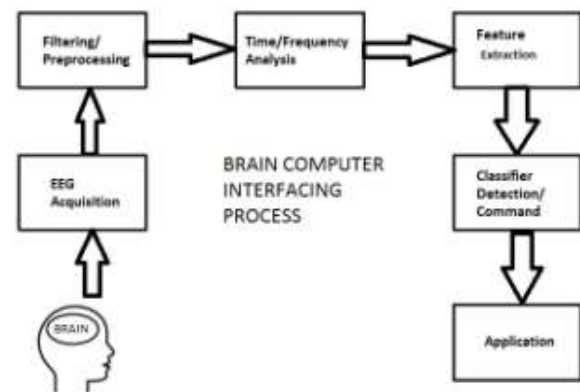 Filtering/
Preprocessing
Time/Frequency
Analysis
Feature
Extraction
EEG
Acquisition
BRAIN COMPUTER
INTERFACING
PROCESS
Classifier
Detection/
Command
BRAIN
Application